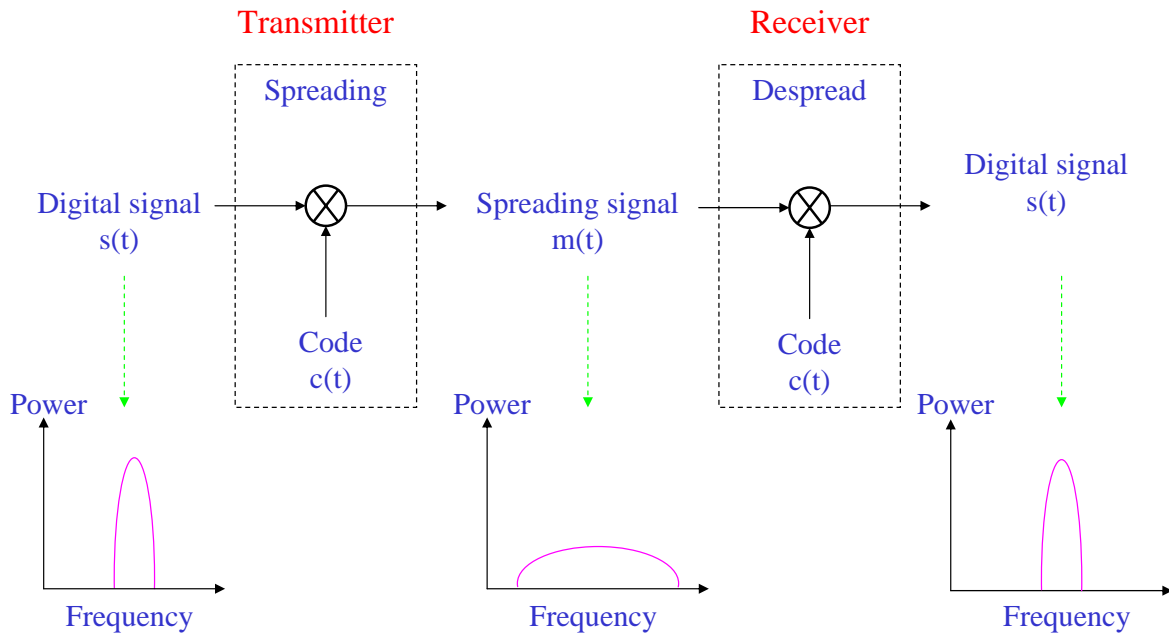 Transmitter
Receiver
Spreading
Despread
Digital signal
s(t)
Spreading signal
m(t)
Digital signal
s(t)
Code
c(t)
Code
c(t)
Power
Power
Power
Frequency
Frequency
Frequency